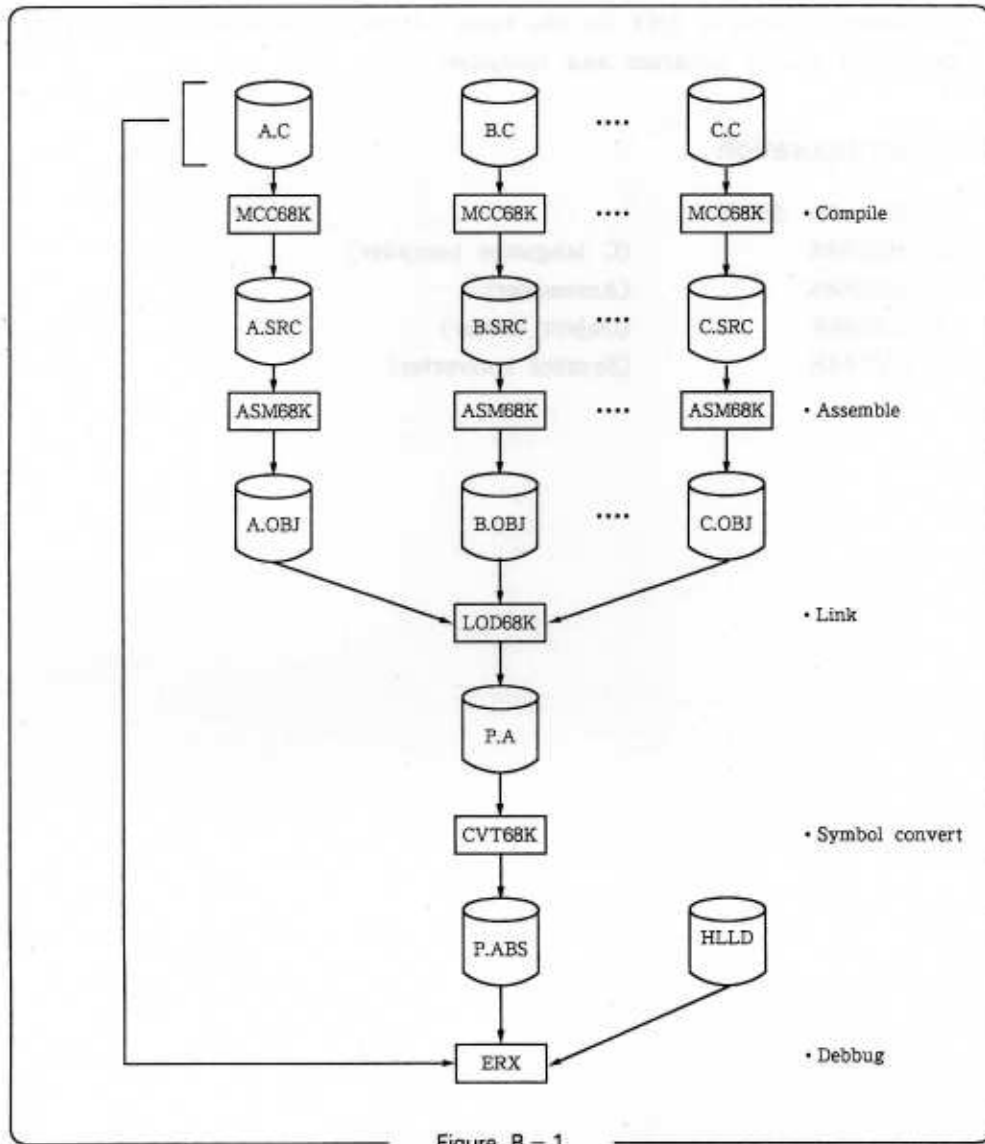 A.C B.C •••• C.C
MCC68K MCC68K •••• MCC68K • Compile
A.SRC B.SRC •••• C.SRC
ASM68K ASM68K •••• ASM68K • Assemble
A.OBJ B.OBJ •••• C.OBJ
LOD68K • Link
P.A
CVT68K • Symbol convert
P.ABS HLLD
ERX • Debbug
Figure B – 1